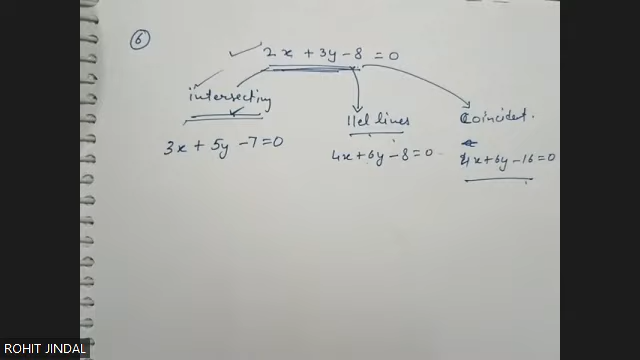 6
2x + 3y - 8 = 0
intersecting
3x + 5y - 7 = 0
llel lines
4x + 6y - 8 = 0
Coincident.
4x + 6y - 16 = 0
ROHIT JINDAL